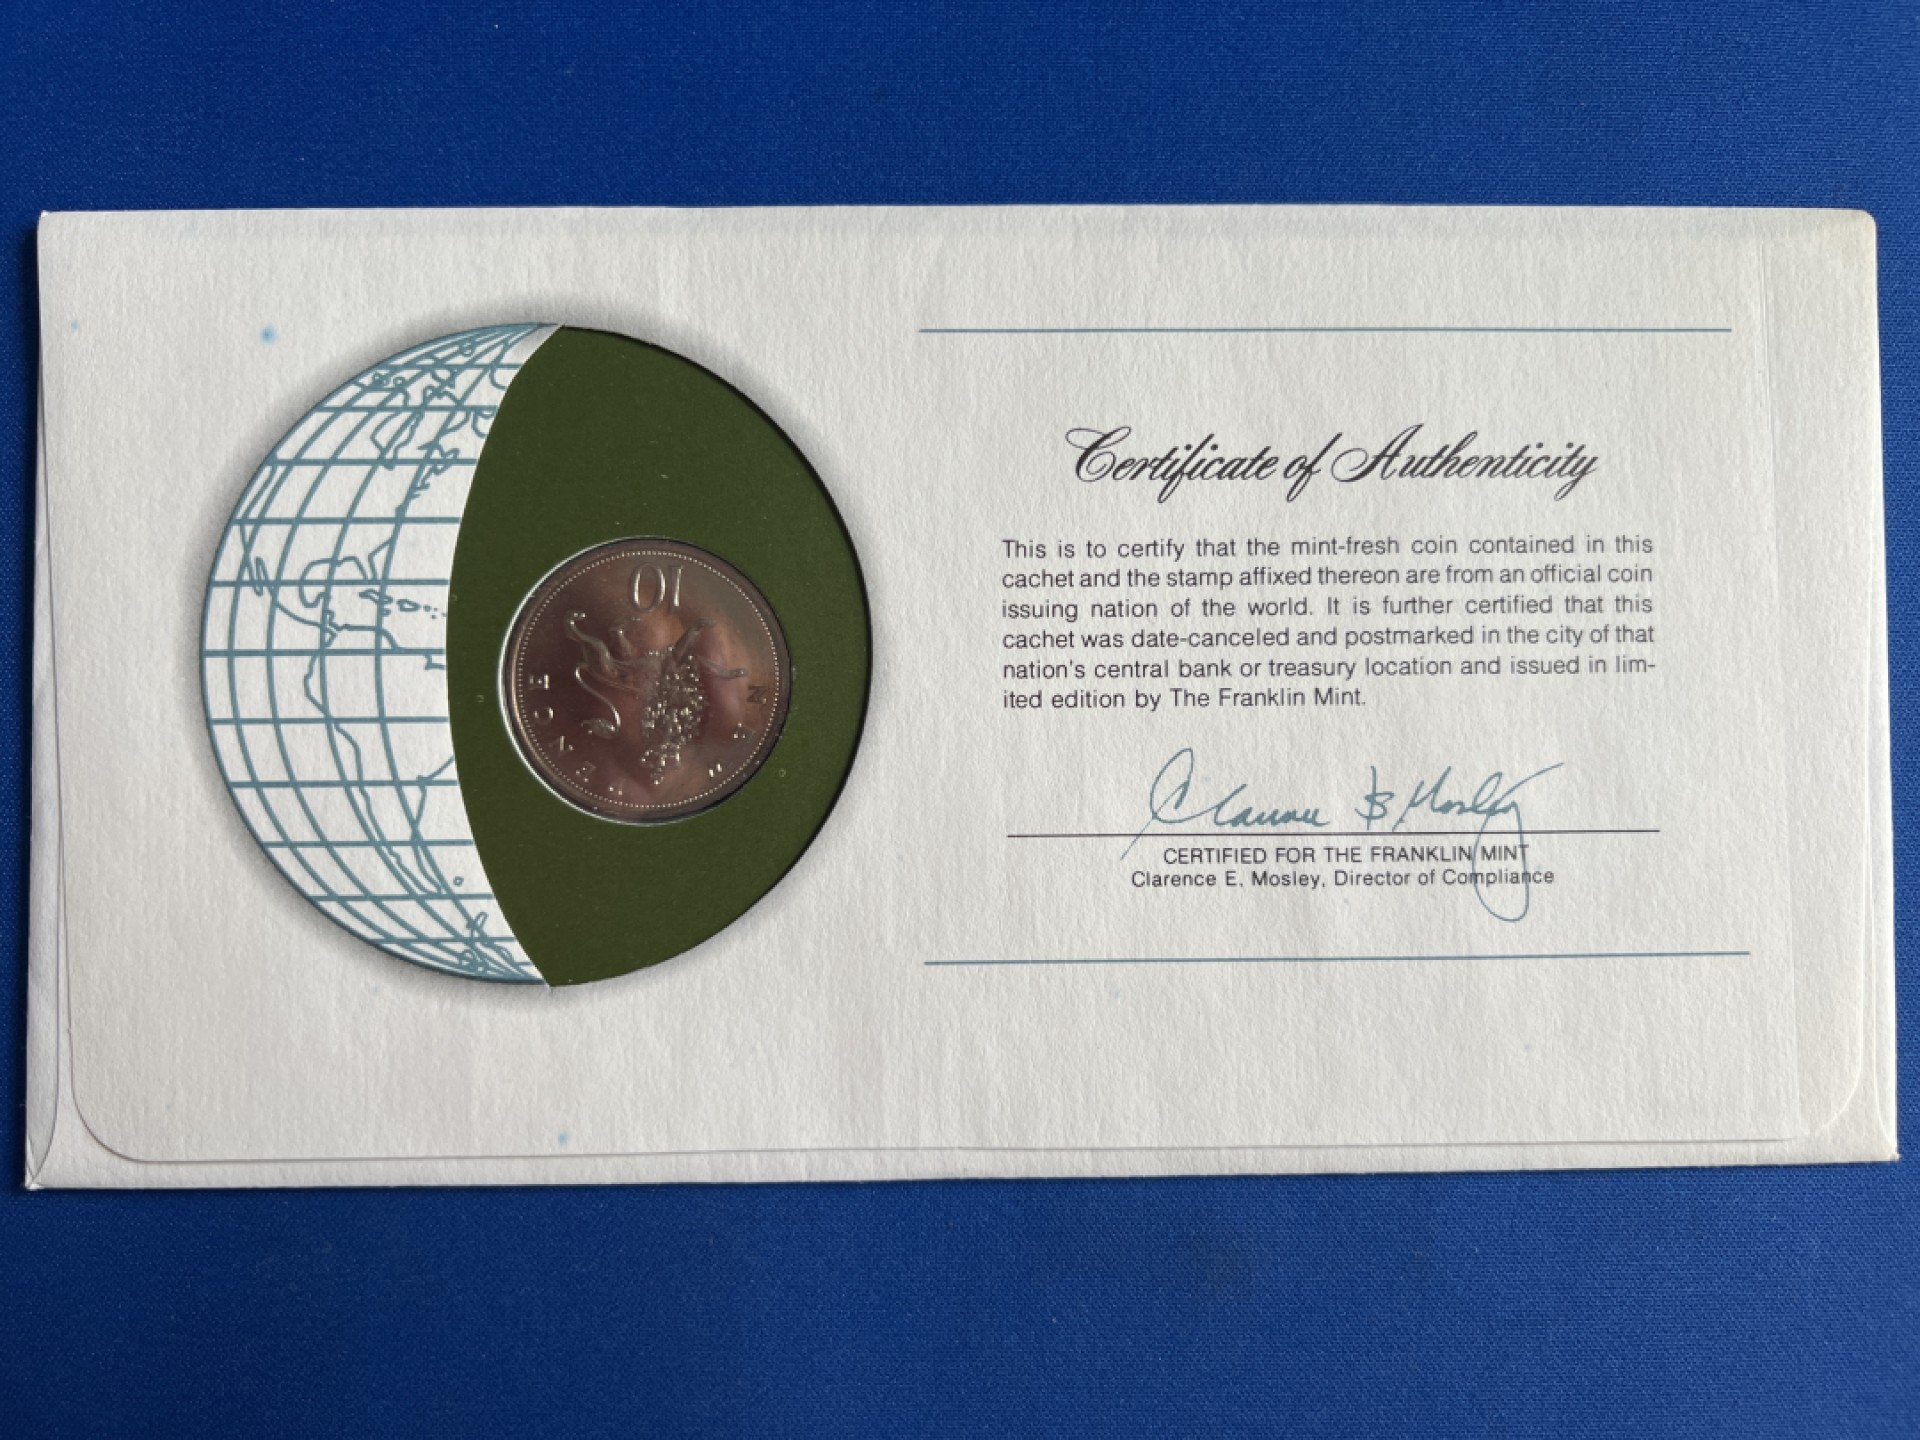 Certificate of Authenticity
This is to certify that the mint-fresh coin contained in this
cachet and the stamp affixed thereon are from an official coin
issuing nation of the world. It is further certified that this
cachet was date-canceled and postmarked in the city of that
nation's central bank or treasury location and issued in lim-
ited edition by The Franklin Mint.
Clarence E Mosley
CERTIFIED FOR THE FRANKLIN MINT
Clarence E. Mosley, Director of Compliance
NEW PENCE
10